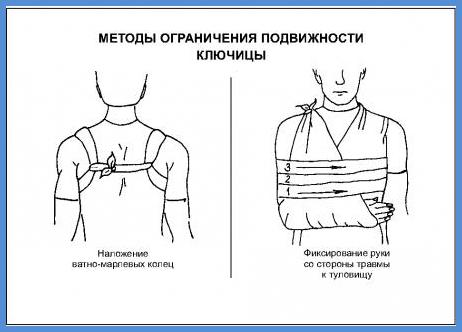 МЕТОДЫ ОГРАНИЧЕНИЯ ПОДВИЖНОСТИ
КЛЮЧИЦЫ
3
2
1
Наложение
ватно-марлевых колец
Фиксирование руки
со стороны травмы
к туловищу